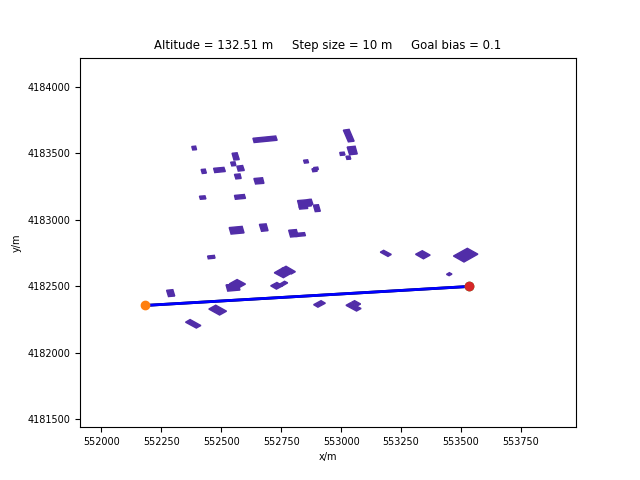 Altitude = 132.51 m Step size = 10 m Goal bias = 0.1
4184000
4183500
4183000
4182500
4182000
4181500
y/m
552000 552250 552500 552750 553000 553250 553500 553750
x/m